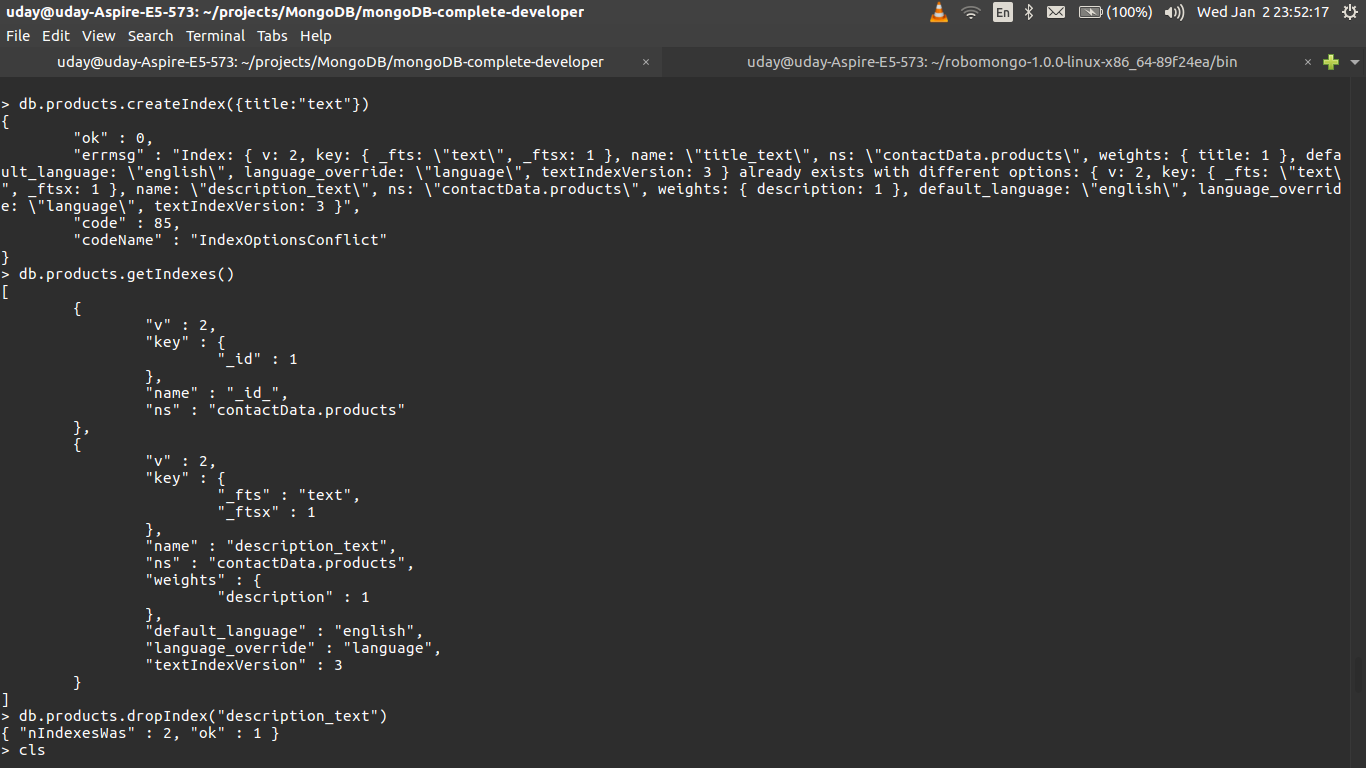 uday@uday-Aspire-E5-573: ~/projects/MongoDB/mongoDB-complete-developer En (100%) Wed Jan 2 23:52:17
File Edit View Search Terminal Tabs Help
uday@uday-Aspire-E5-573: ~/projects/MongoDB/mongoDB-complete-developer × uday@uday-Aspire-E5-573: ~/robomongo-1.0.0-linux-x86_64-89f24ea/bin ×
> db.products.createIndex({title:"text"})
{
        "ok" : 0,
        "errmsg" : "Index: { v: 2, key: { _fts: \"text\", _ftsx: 1 }, name: \"title_text\", ns: \"contactData.products\", weights: { title: 1 }, defa
ult_language: \"english\", language_override: \"language\", textIndexVersion: 3 } already exists with different options: { v: 2, key: { _fts: \"text\
", _ftsx: 1 }, name: \"description_text\", ns: \"contactData.products\", weights: { description: 1 }, default_language: \"english\", language_overrid
e: \"language\", textIndexVersion: 3 }",
        "code" : 85,
        "codeName" : "IndexOptionsConflict"
}
> db.products.getIndexes()
[
        {
                "v" : 2,
                "key" : {
                        "_id" : 1
                },
                "name" : "_id_",
                "ns" : "contactData.products"
        },
        {
                "v" : 2,
                "key" : {
                        "_fts" : "text",
                        "_ftsx" : 1
                },
                "name" : "description_text",
                "ns" : "contactData.products",
                "weights" : {
                        "description" : 1
                },
                "default_language" : "english",
                "language_override" : "language",
                "textIndexVersion" : 3
        }
]
> db.products.dropIndex("description_text")
{ "nIndexesWas" : 2, "ok" : 1 }
> cls